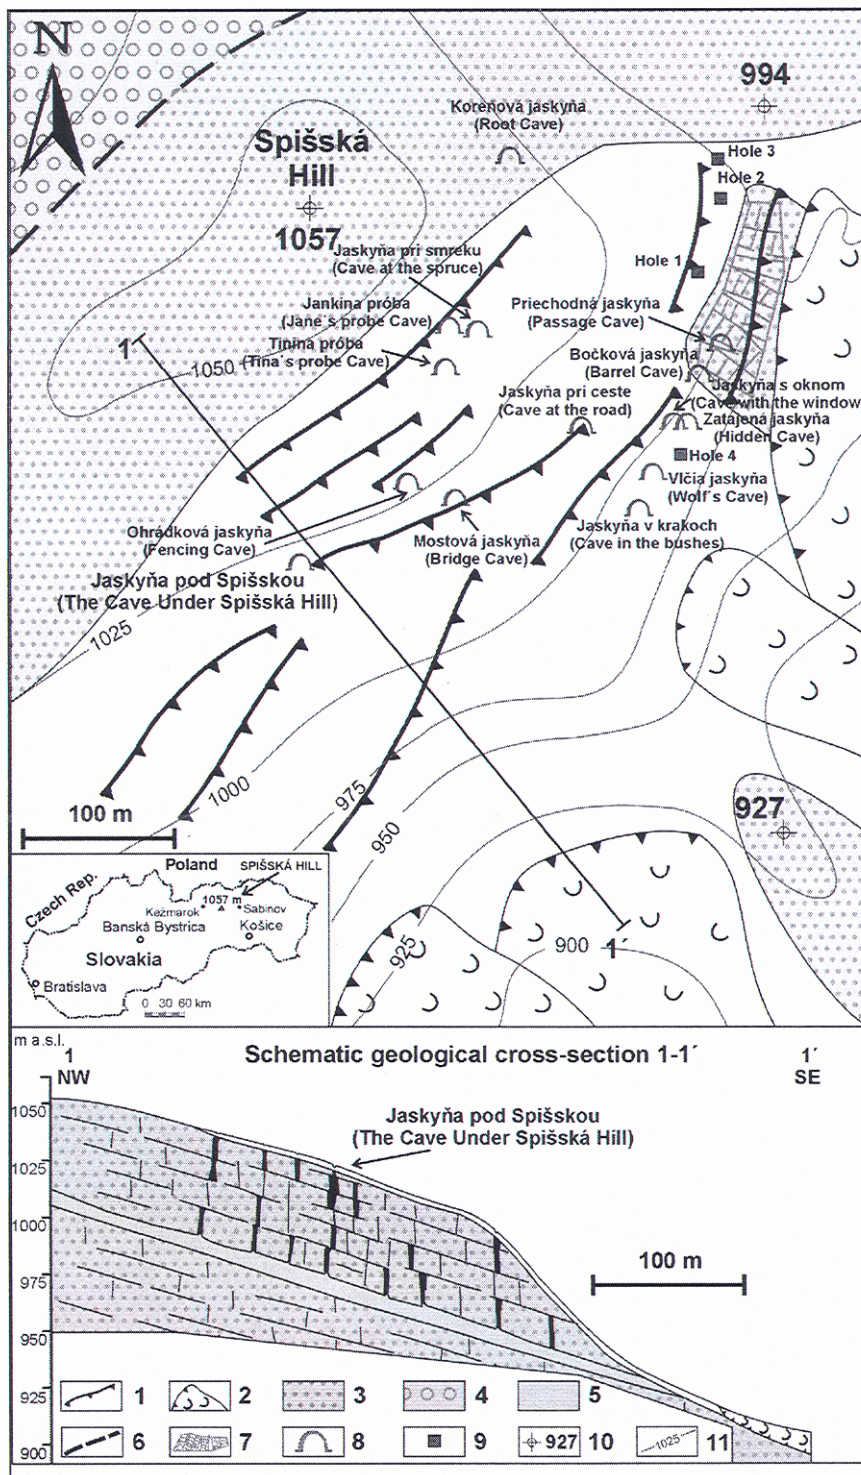 N
994
Koreňová jaskyňa
(Root Cave)
Spišská
Hill
1057
Hole 3
Hole 2
Hole 1
Jaskyňa pri smreku
(Cave at the spruce)
Jankina próba
(Jane´s probe Cave)
Tinina próba
(Tina´s probe Cave)
Priechodná jaskyňa
(Passage Cave)
Bočková jaskyňa
(Barrel Cave)
1
1050
Jaskyňa pri ceste
(Cave at the road)
Jaskyňa s oknom
(Cave with the window)
Zatajená jaskyňa
(Hidden Cave)
Hole 4
Vlčia jaskyňa
(Wolf´s Cave)
Ohrádková jaskyňa
(Fencing Cave)
Mostová jaskyňa
(Bridge Cave)
Jaskyňa v krakoch
(Cave in the bushes)
Jaskyňa pod Spišskou
(The Cave Under Spišská Hill)
1025
1000
975
950
925
900
927
1´
100 m
Poland
SPIŠSKÁ HILL
Czech Rep.
1057 m
Kežmarok
Sabinov
Banská Bystrica
Košice
Slovakia
Bratislava
0 30 60 km
m a.s.l.
1
NW
Schematic geological cross-section 1-1´
1´
SE
Jaskyňa pod Spišskou
(The Cave Under Spišská Hill)
1050
1025
1000
975
950
925
900
100 m
1 2 3 4 5
6 7 8 9 927 10 1025 11